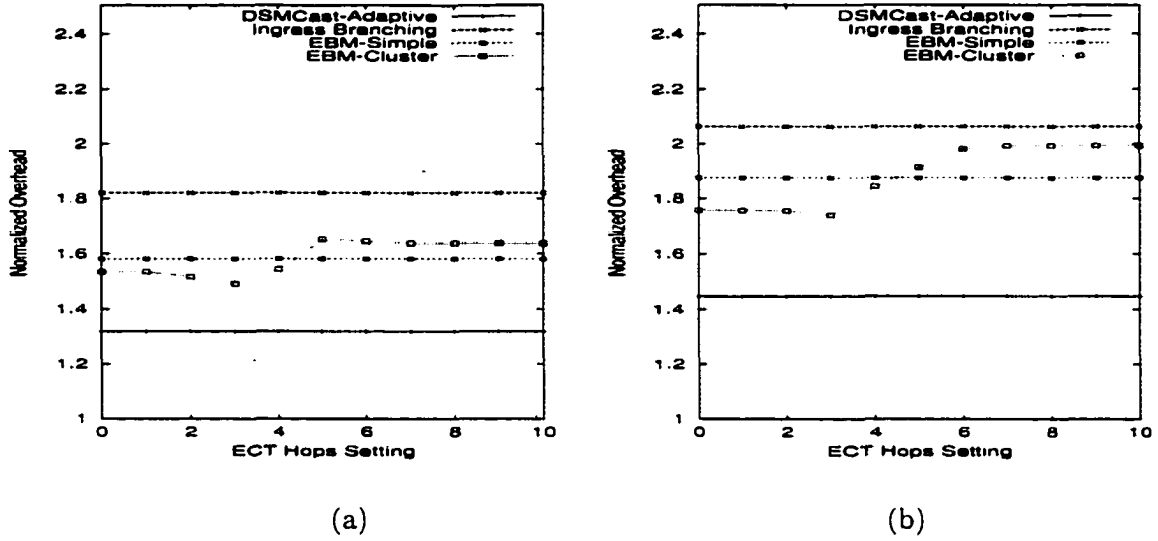 DSMCast-Adaptive
Ingress Branching
EBM-Simple
EBM-Cluster
2.4
2.2
2
1.8
1.6
1.4
1.2
1
Normalized Overhead
0 2 4 6 8 10
ECT Hops Setting
(a)
DSMCast-Adaptive
Ingress Branching
EBM-Simple
EBM-Cluster
2.4
2.2
2
1.8
1.6
1.4
1.2
1
Normalized Overhead
0 2 4 6 8 10
ECT Hops Setting
(b)